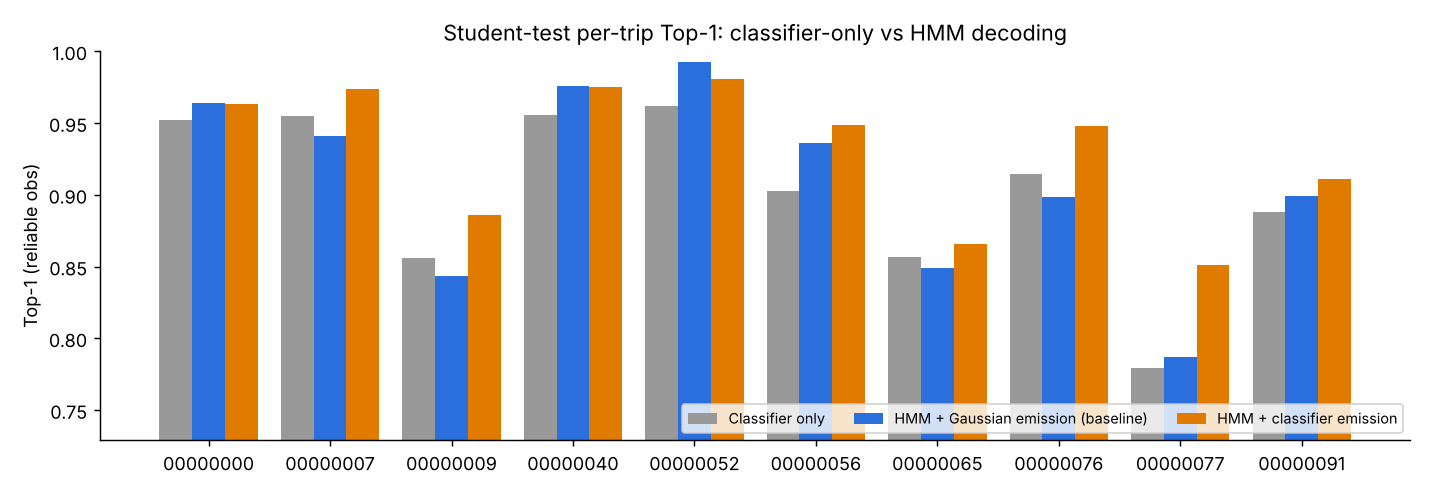 Student-test per-trip Top-1: classifier-only vs HMM decoding
Top-1 (reliable obs)
1.00
0.95
0.90
0.85
0.80
0.75
Classifier only HMM + Gaussian emission (baseline) HMM + classifier emission
00000000 00000007 00000009 00000040 00000052 00000056 00000065 00000076 00000077 00000091